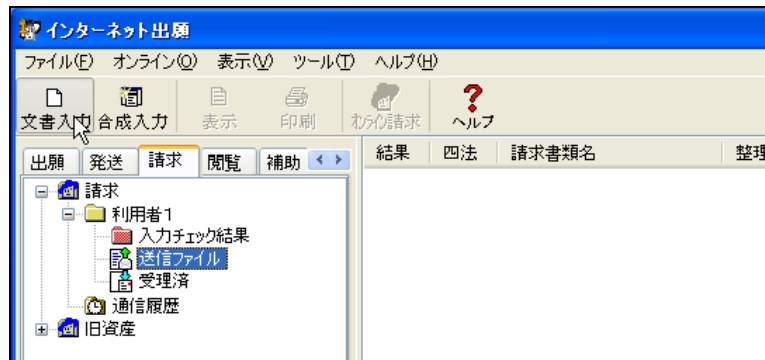 インターネット出願
ファイル(F) オンライン(O) 表示(V) ツール(T) ヘルプ(H)
文書入力 合成入力 表示 印刷 オンライン請求 ヘルプ
出願 発送 請求 閲覧 補助
結果 四法 請求書類名 整理
請求
利用者1
入力チェック結果
送信ファイル
受理済
通信履歴
旧資産